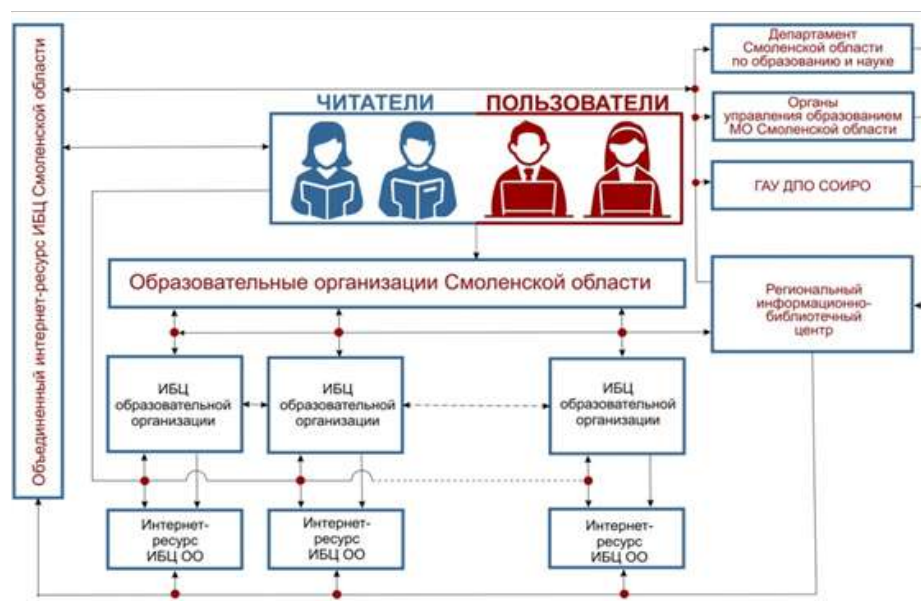 Объединенный интернет-ресурс ИБЦ Смоленской области
ЧИТАТЕЛИ
ПОЛЬЗОВАТЕЛИ
Департамент
Смоленской области
по образованию и науке
Органы
управления образованием
МО Смоленской области
ГАУ ДПО СОИРО
Образовательные организации Смоленской области
Региональный
информационно-
библиотечный
центр
ИБЦ
образовательной
организации
ИБЦ
образовательной
организации
ИБЦ
образовательной
организации
Интернет-
ресурс
ИБЦ ОО
Интернет-
ресурс
ИБЦ ОО
Интернет-
ресурс
ИБЦ ОО